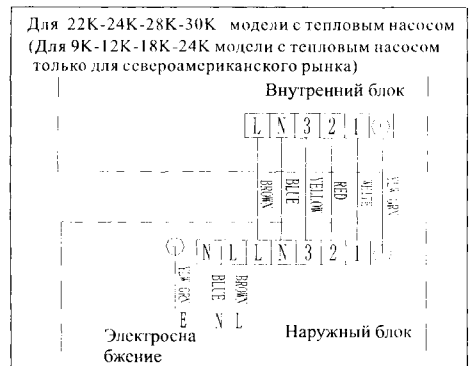 Для 22K-24K-28K-30K модели с тепловым насосом
(Для 9K-12K-18K-24K модели с тепловым насосом
только для североамериканского рынка)
Внутренний блок
L N 3 2 1
BROWN BLUE YELLOW RED WHITE YLW/GRN
N L L N 3 2 1
YLW/GRN BLUE BROWN
E N L
Электросна Наружный блок
бжение